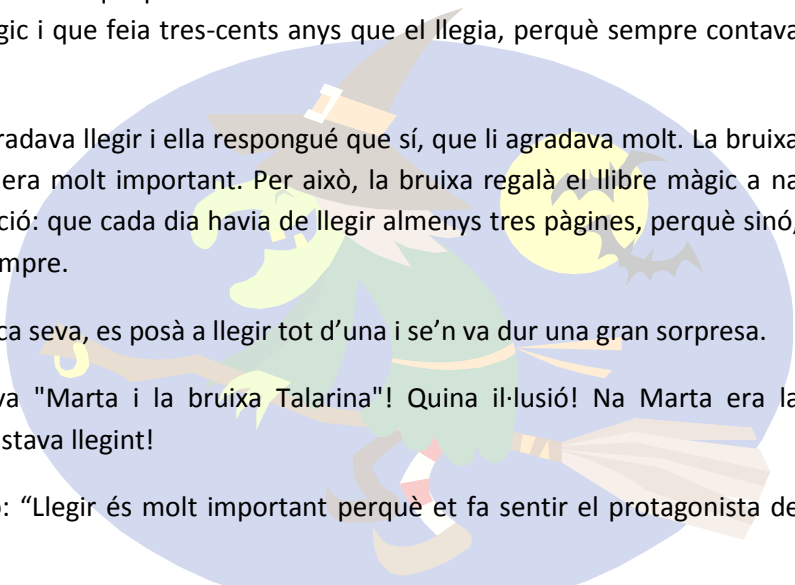 gic i que feia tres-cents anys que el llegia, perquè sempre contava
radava llegir i ella respongué que sí, que li agradava molt. La bruixa
era molt important. Per això, la bruixa regalà el llibre màgic a na
ció: que cada dia havia de llegir almenys tres pàgines, perquè sinó,
mpre.
ca seva, es posà a llegir tot d’una i se’n va dur una gran sorpresa.
va "Marta i la bruixa Talarina"! Quina il·lusió! Na Marta era la
stava llegint!
: “Llegir és molt important perquè et fa sentir el protagonista de